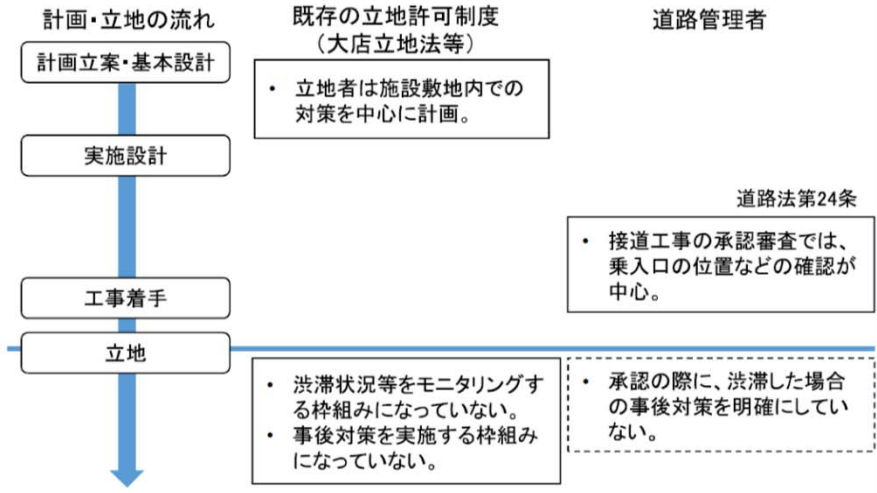 計画・立地の流れ
既存の立地許可制度
（大店立地法等）
道路管理者
計画立案・基本設計
・ 立地者は施設敷地内での
対策を中心に計画。
実施設計
道路法第24条
・ 接道工事の承認審査では、
乗入口の位置などの確認が
中心。
工事着手
立地
・ 渋滞状況等をモニタリングす
る枠組みになっていない。
・ 事後対策を実施する枠組み
になっていない。
・ 承認の際に、渋滞した場合
の事後対策を明確にしてい
ない。